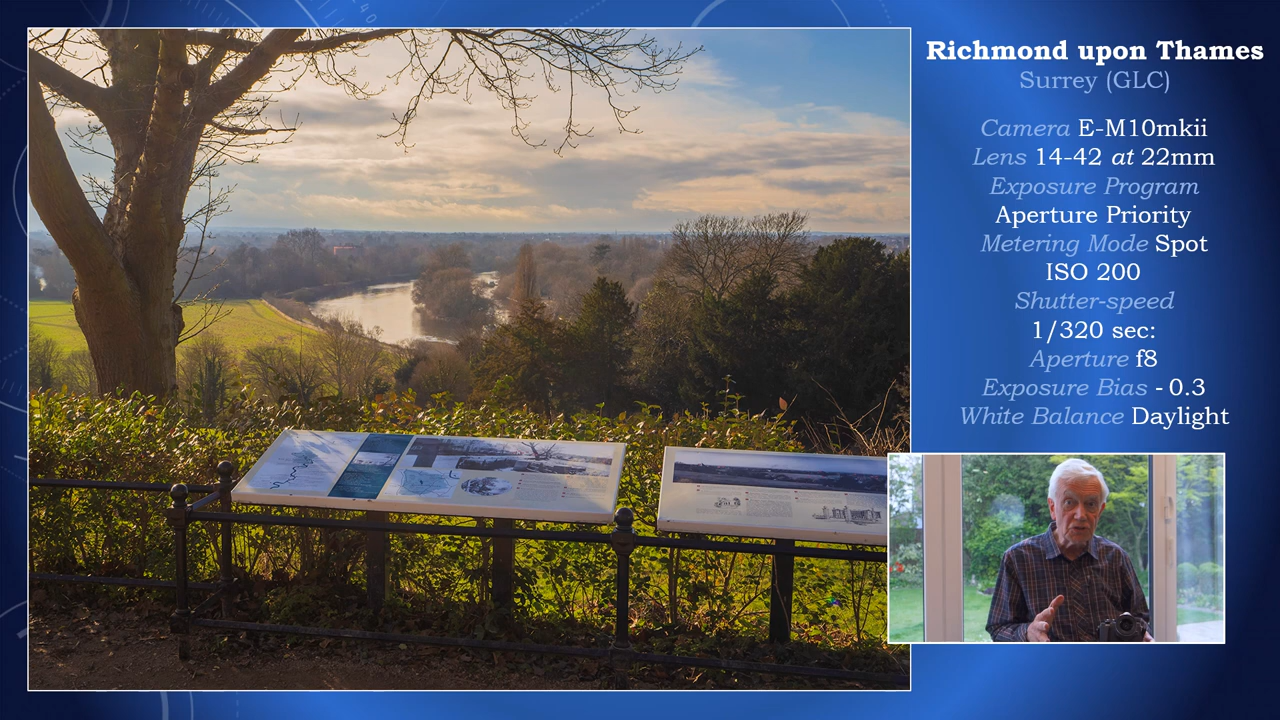 Richmond upon Thames
Surrey (GLC)
Camera E-M10mkii
Lens 14-42 at 22mm
Exposure Program
Aperture Priority
Metering Mode Spot
ISO 200
Shutter-speed
1/320 sec:
Aperture f8
Exposure Bias - 0.3
White Balance Daylight
40